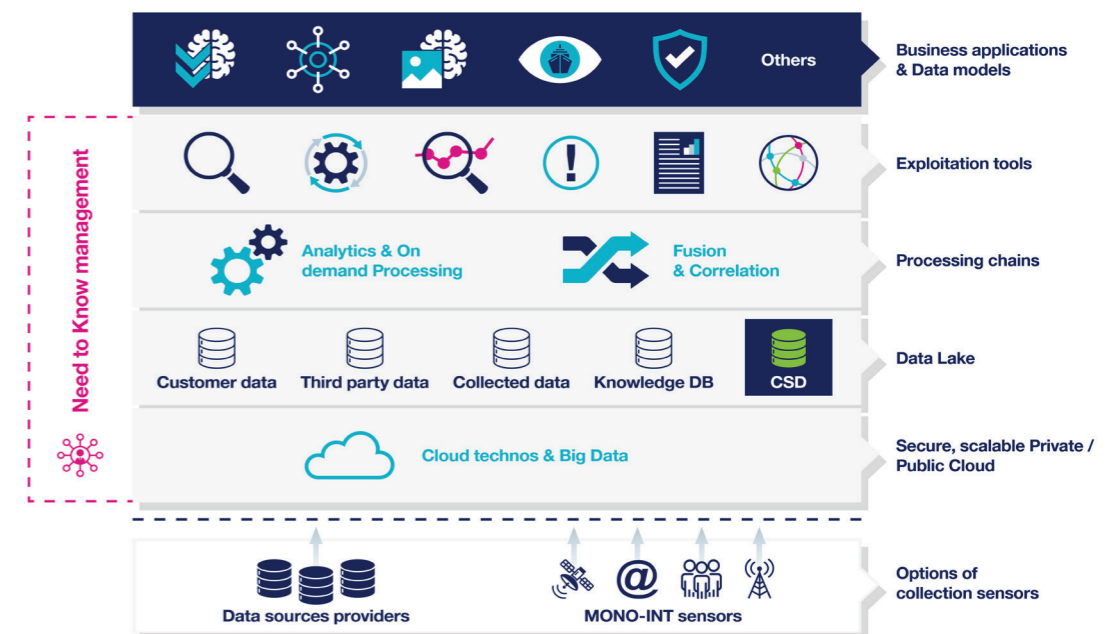 Others
Business applications
& Data models
Need to Know management
Exploitation tools
Analytics & On
demand Processing
Fusion
& Correlation
Processing chains
Customer data
Third party data
Collected data
Knowledge DB
CSD
Data Lake
Cloud technos & Big Data
Secure, scalable Private /
Public Cloud
@
Data sources providers
MONO-INT sensors
Options of
collection sensors